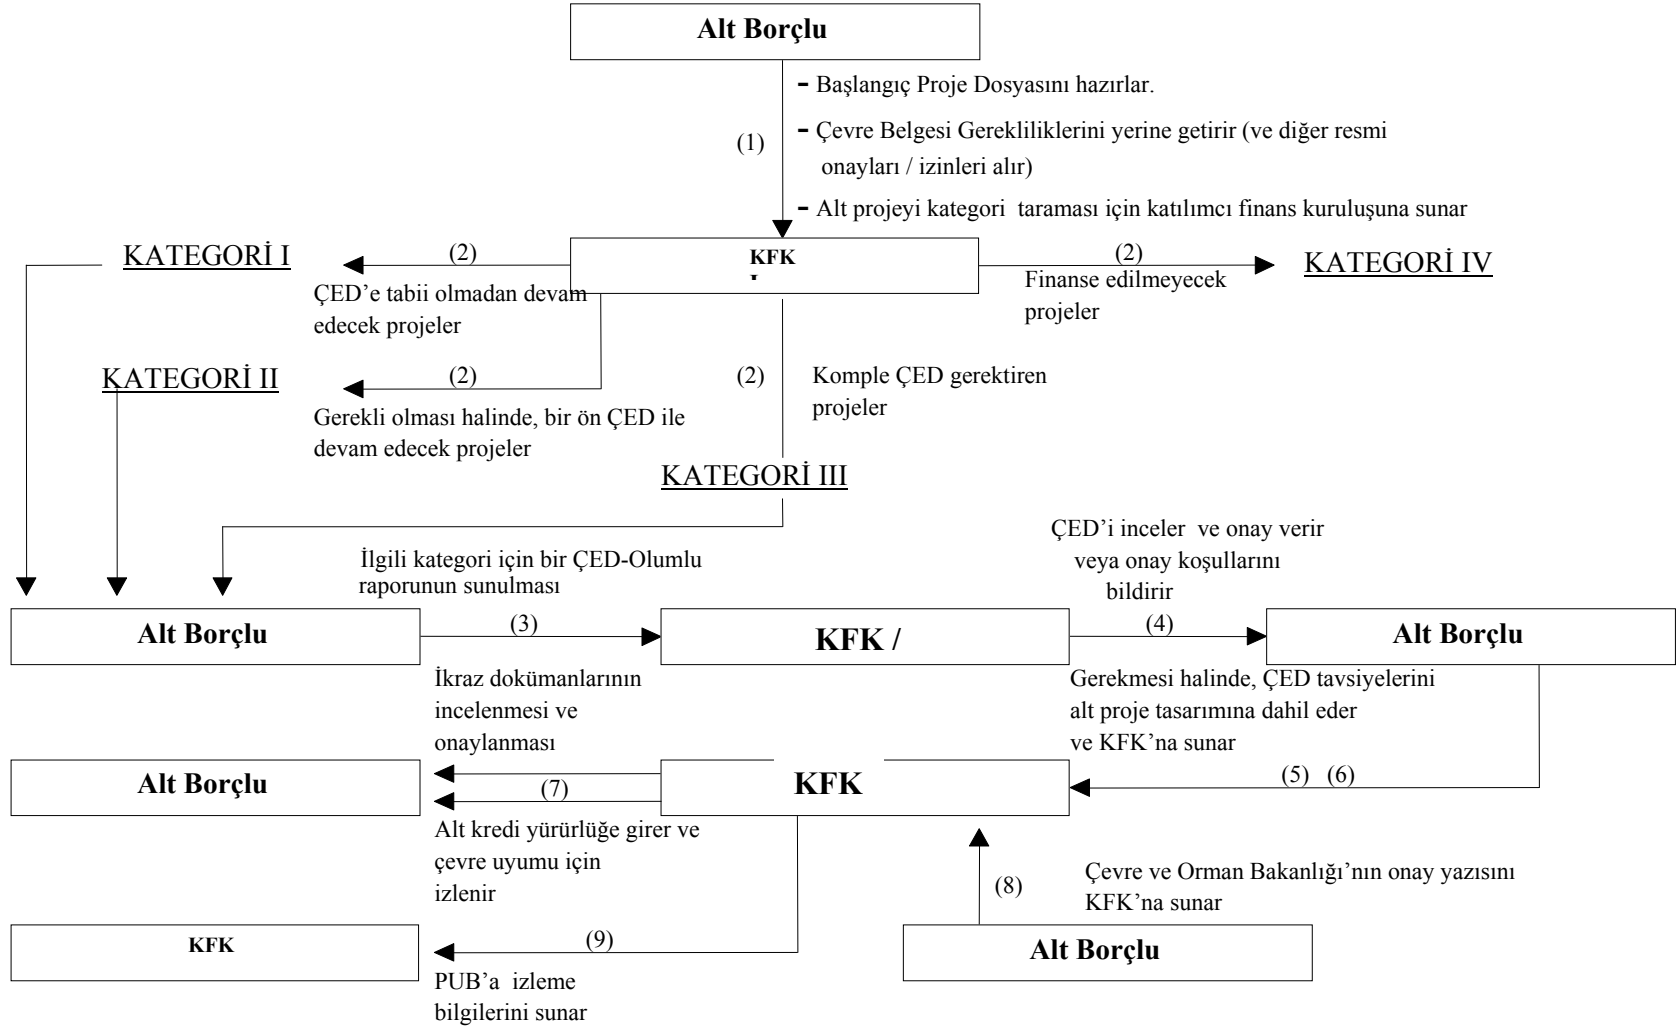 Alt Borçlu
- Başlangıç Proje Dosyasını hazırlar.
- Çevre Belgesi Gerekliliklerini yerine getirir (ve diğer resmi
onayları / izinleri alır)
(1)
- Alt projeyi kategori taraması için katılımcı finans kuruluşuna sunar
KATEGORİ I
(2)
KFK
(2)
KATEGORİ IV
ÇED’e tabii olmadan devam
edecek projeler
Finanse edilmeyecek
projeler
KATEGORİ II
(2)
(2)
Komple ÇED gerektiren
projeler
Gerekli olması halinde, bir ön ÇED ile
devam edecek projeler
KATEGORİ III
İlgili kategori için bir ÇED-Olumlu
raporunun sunulması
ÇED’i inceler ve onay verir
veya onay koşullarını
bildirir
Alt Borçlu
(3)
KFK /
(4)
Alt Borçlu
İkraz dokümanlarının
incelenmesi ve
onaylanması
Gerekmesi halinde, ÇED tavsiyelerini
alt proje tasarımına dahil eder
ve KFK’na sunar
Alt Borçlu
(7)
KFK
(5) (6)
Alt kredi yürürlüğe girer ve
çevre uyumu için
izlenir
(8)
Çevre ve Orman Bakanlığı’nın onay yazısını
KFK’na sunar
KFK
(9)
Alt Borçlu
PUB’a izleme
bilgilerini sunar